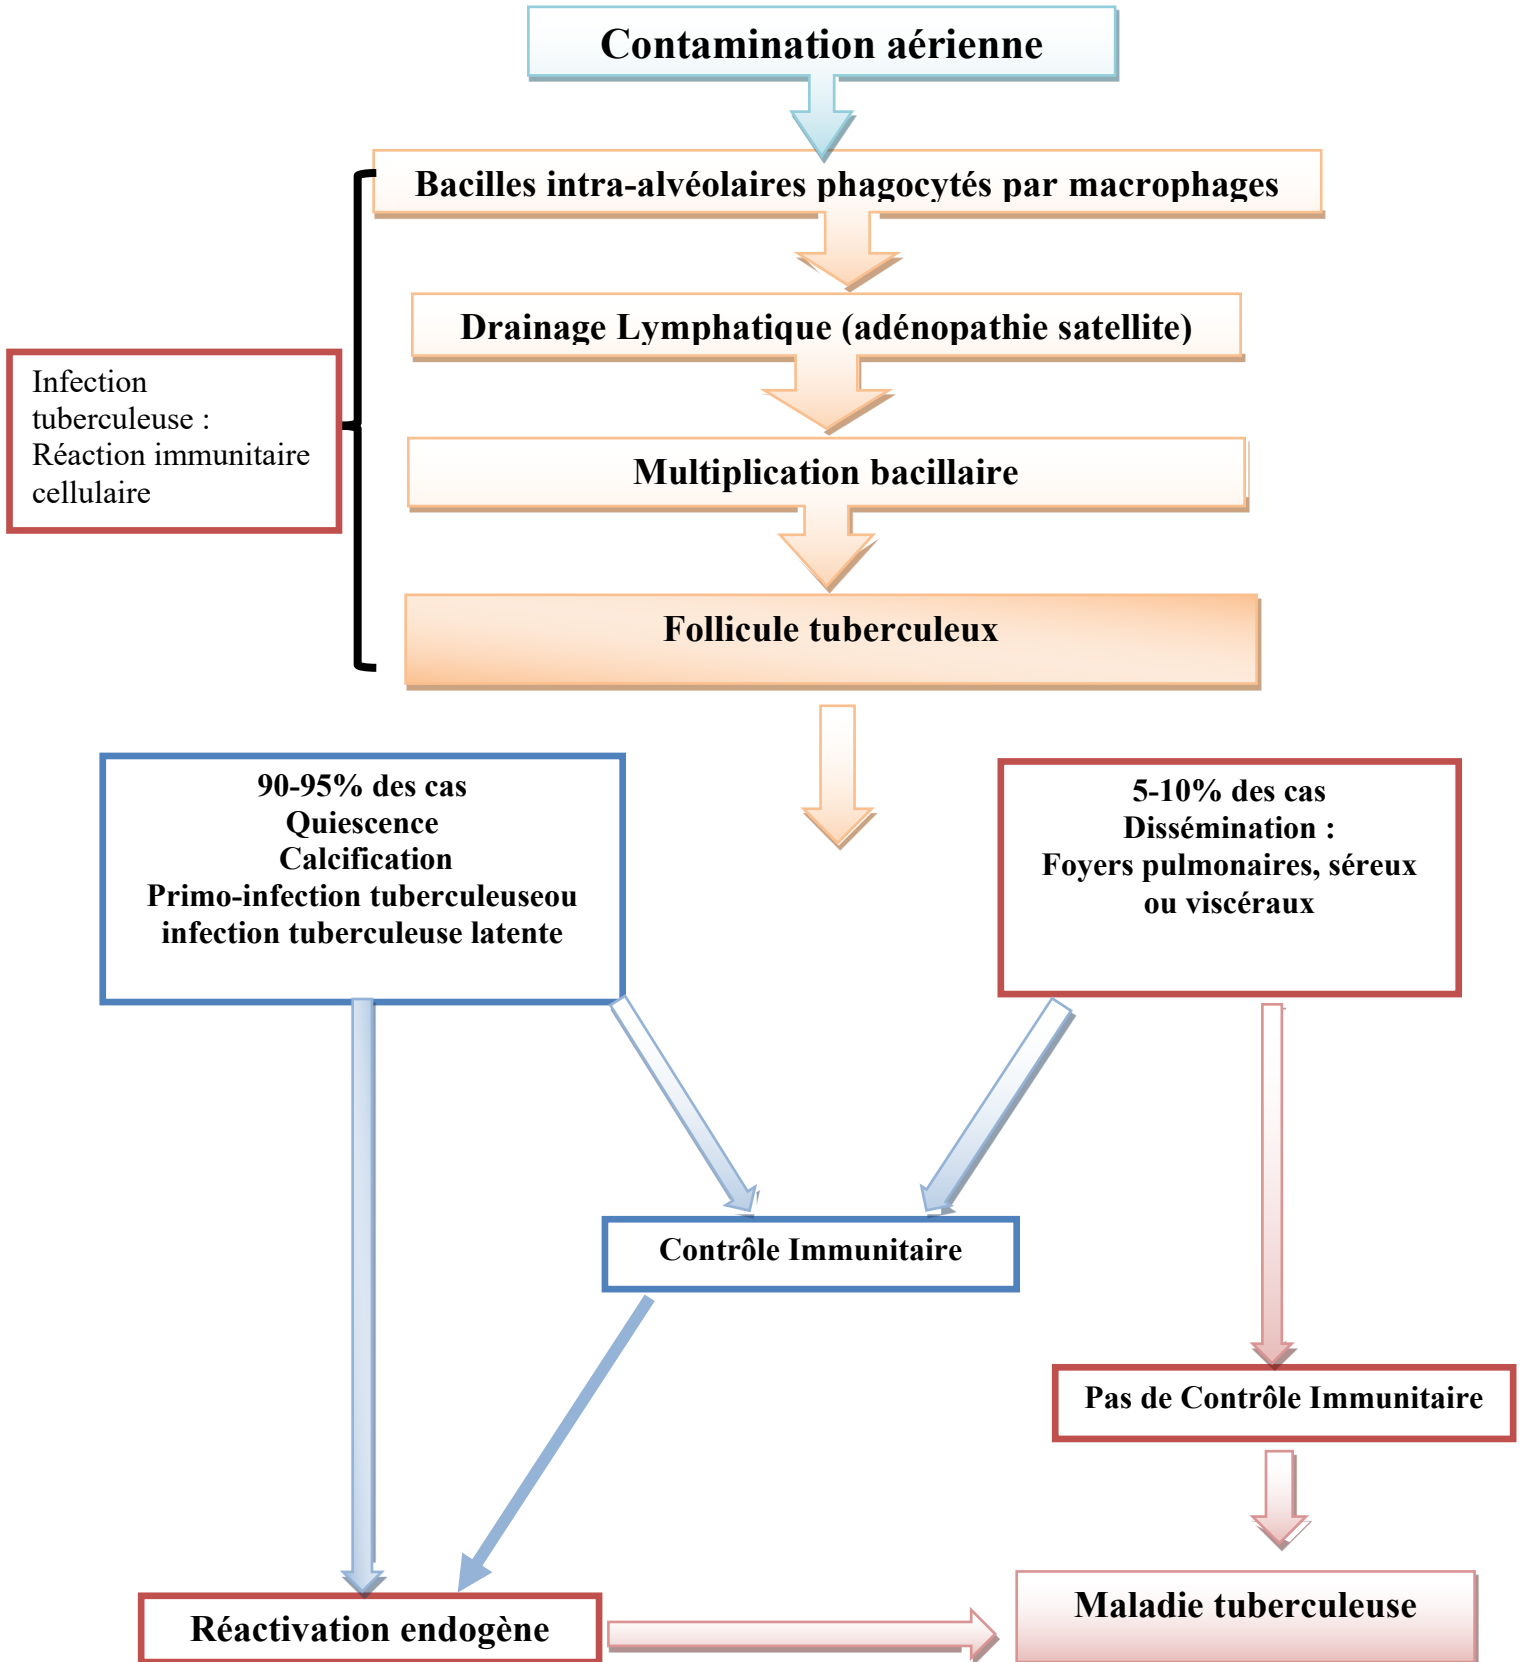 Contamination aérienne
Bacilles intra-alvéolaires phagocytés par macrophages
Drainage Lymphatique (adénopathie satellite)
Infection
tuberculeuse :
Réaction immunitaire
cellulaire
Multiplication bacillaire
Follicule tuberculeux
90-95% des cas
Quiescence
Calcification
Primo-infection tuberculeuseou
infection tuberculeuse latente
5-10% des cas
Dissémination :
Foyers pulmonaires, séreux
ou viscéraux
Contrôle Immunitaire
Pas de Contrôle Immunitaire
Réactivation endogène
Maladie tuberculeuse